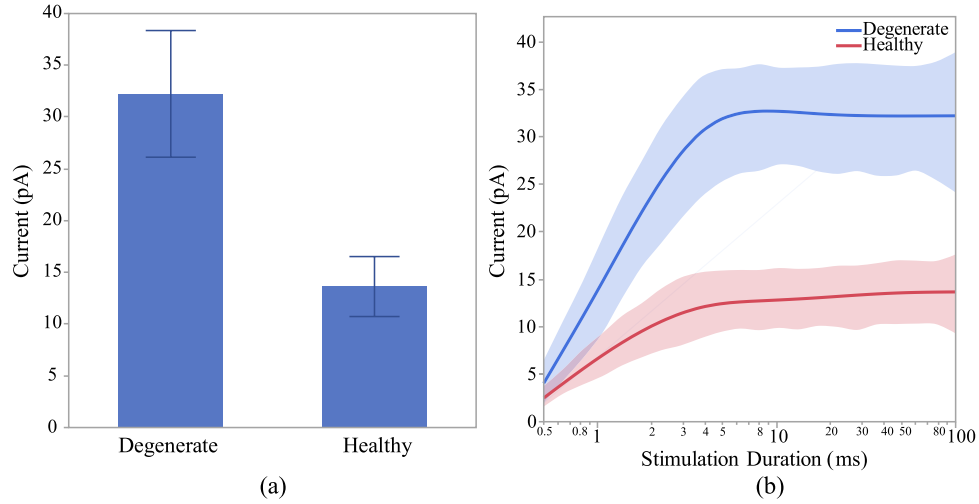 40
35
30
25
20
15
10
5
0
Current (pA)
Degenerate
Healthy
(a)
Degenerate
Healthy
40
35
30
25
20
15
10
5
0
Current (pA)
0.5 0.8 1 2 3 4 5 8 10 20 30 40 50 80 100
Stimulation Duration (ms)
(b)